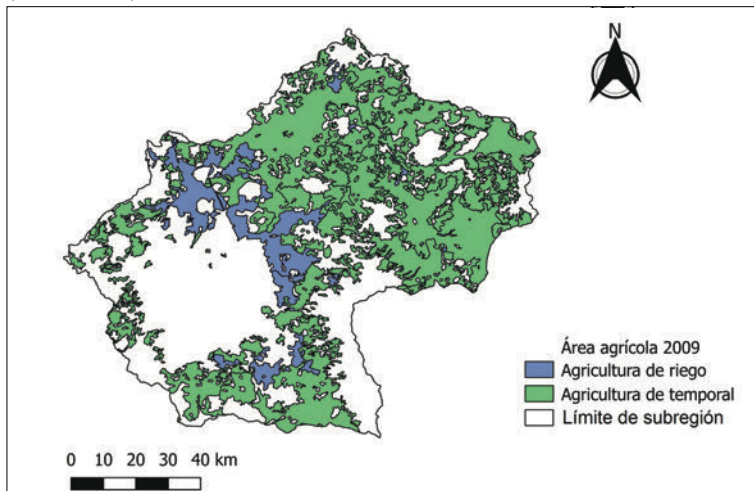 N
Área agrícola 2009
Agricultura de riego
Agricultura de temporal
Límite de subregión
0 10 20 30 40 km